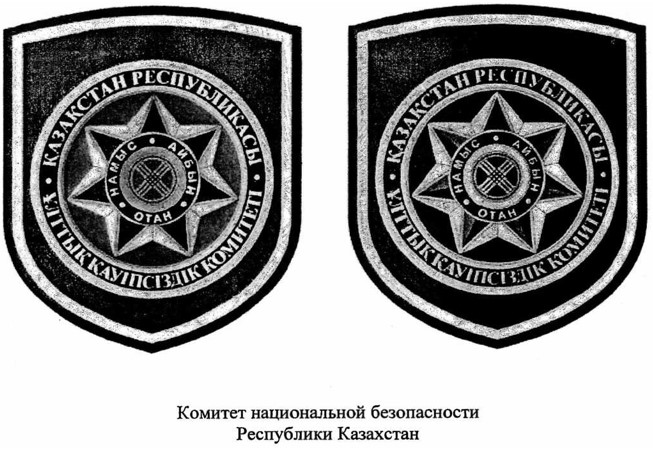 ҚАЗАҚСТАН РЕСПУБЛИКАСЫ
ҰЛТТЫҚ ҚАУІПСІЗДІК КОМИТЕТІ
НАМЫС • АЙБЫН • ОТАН
ҚАЗАҚСТАН РЕСПУБЛИКАСЫ
ҰЛТТЫҚ ҚАУІПСІЗДІК КОМИТЕТІ
НАМЫС • АЙБЫН • ОТАН
Комитет национальной безопасности
Республики Казахстан